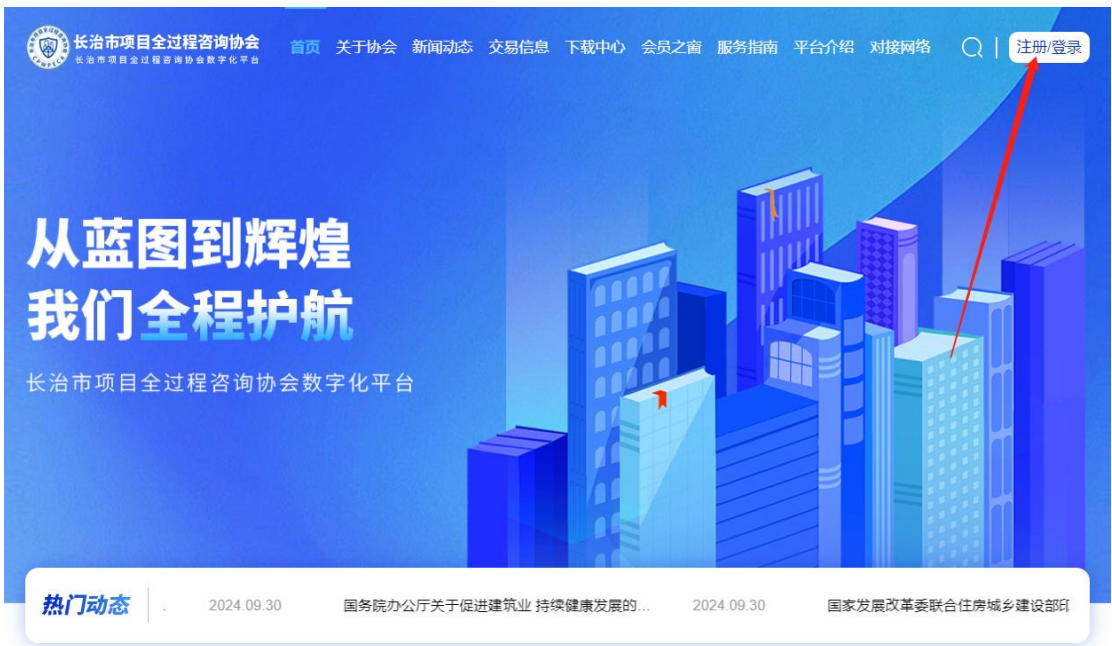 长治市项目全过程咨询协会
长治市项目全过程咨询协会数字化平台
首页 关于协会 新闻动态 交易信息 下载中心 会员之窗 服务指南 平台介绍 对接网络 注册/登录
从蓝图到辉煌
我们全程护航
长治市项目全过程咨询协会数字化平台
热门动态 . 2024.09.30 国务院办公厅关于促进建筑业 持续健康发展的... 2024.09.30 国家发展改革委联合住房城乡建设部印